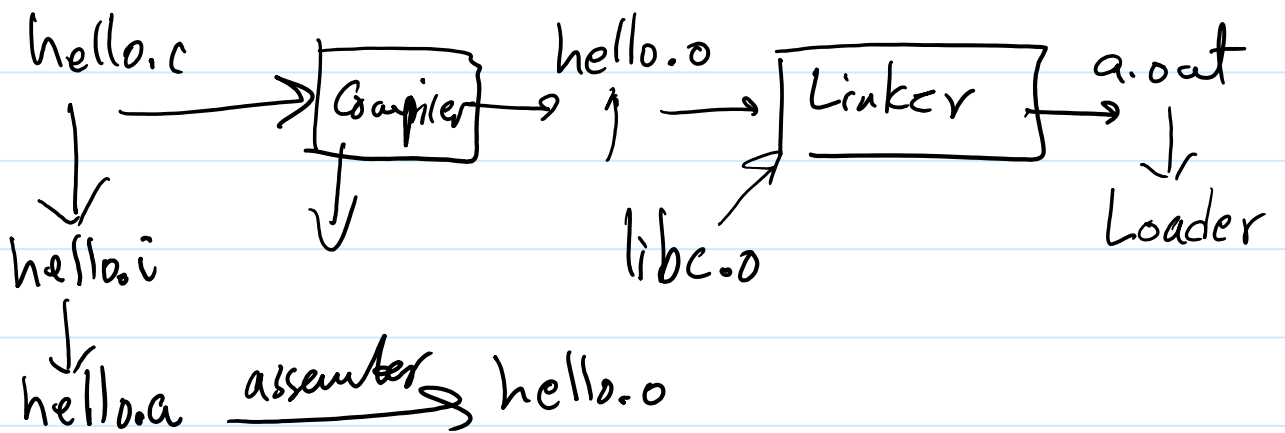 hello.c
Compiler
hello.o
Linker
a.out
hello.i
libc.o
Loader
hello.a
assembler
hello.o